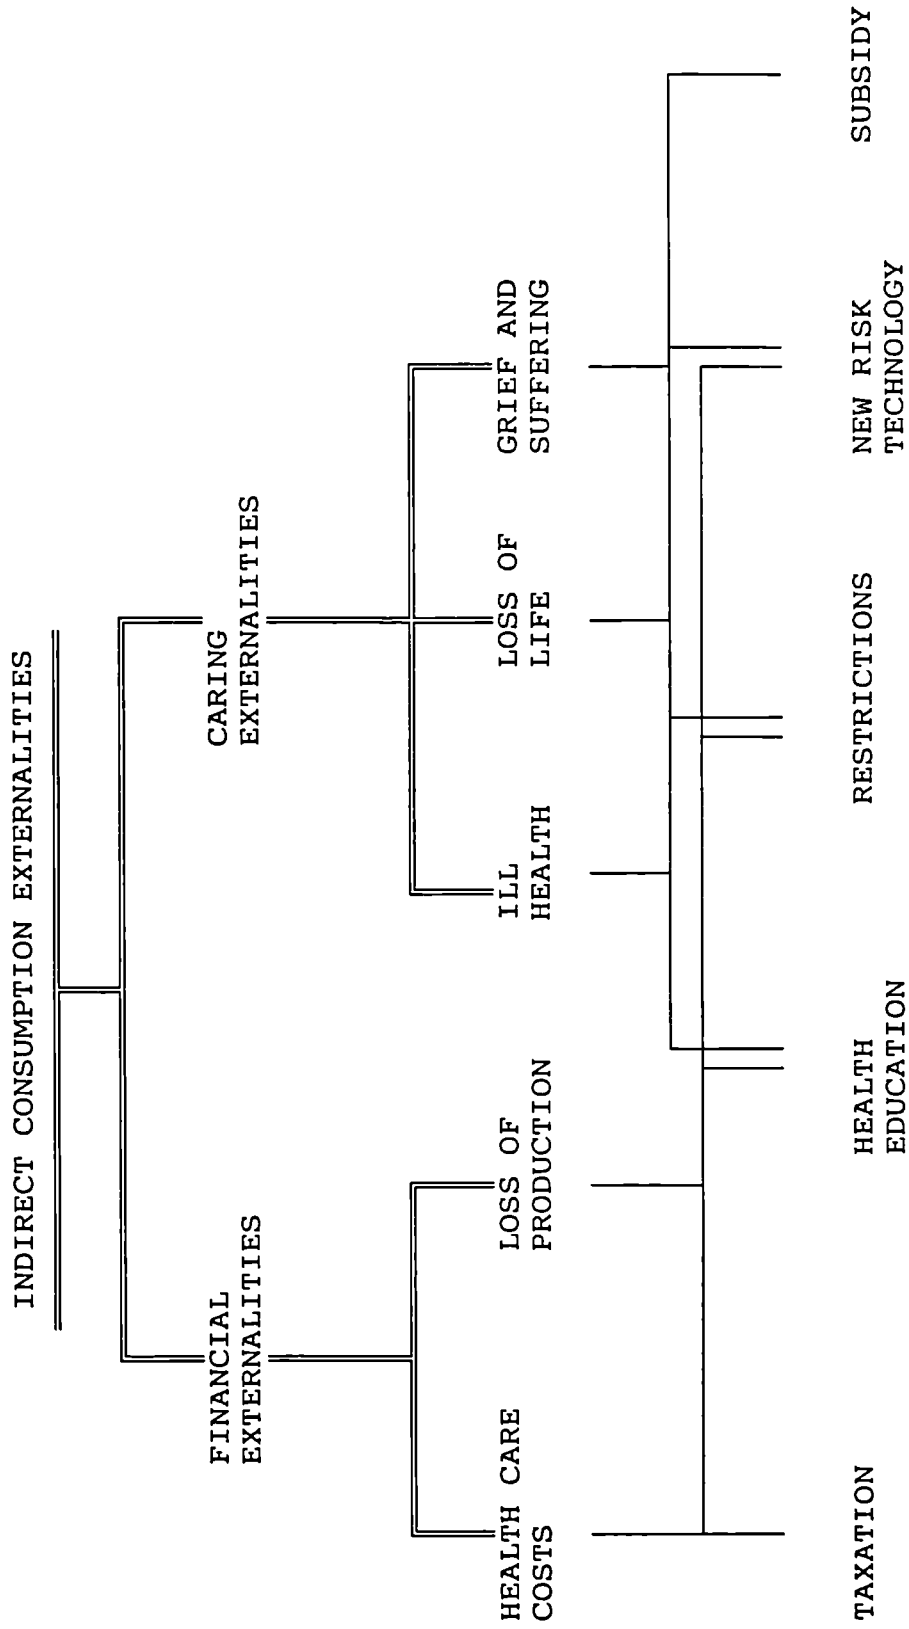 INDIRECT CONSUMPTION EXTERNALITIES
FINANCIAL
EXTERNALITIES
CARING
EXTERNALITIES
HEALTH CARE
COSTS
LOSS OF
PRODUCTION
ILL
HEALTH
LOSS OF
LIFE
GRIEF AND
SUFFERING
TAXATION
HEALTH
EDUCATION
RESTRICTIONS
NEW RISK
TECHNOLOGY
SUBSIDY